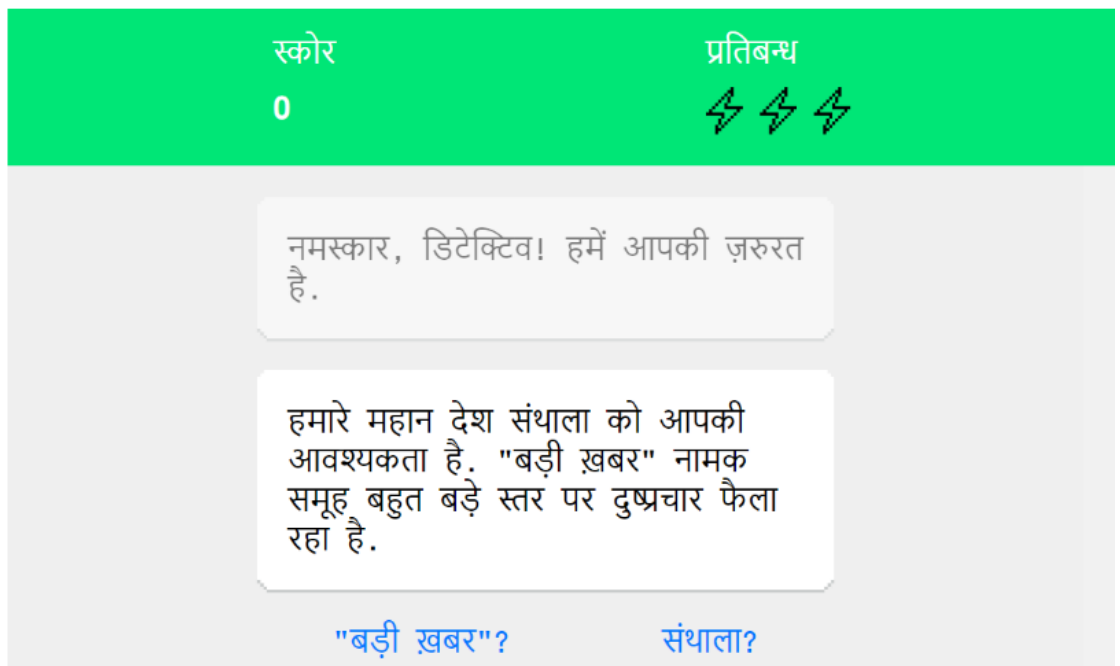 स्कोर
प्रतिबन्ध
0
नमस्कार, डिटेक्टिव! हमें आपकी ज़रुरत
है.
हमारे महान देश संथाला को आपकी
आवश्यकता है. "बड़ी ख़बर" नामक
समूह बहुत बड़े स्तर पर दुष्प्रचार फैला
रहा है.
"बड़ी ख़बर"?
संथाला?